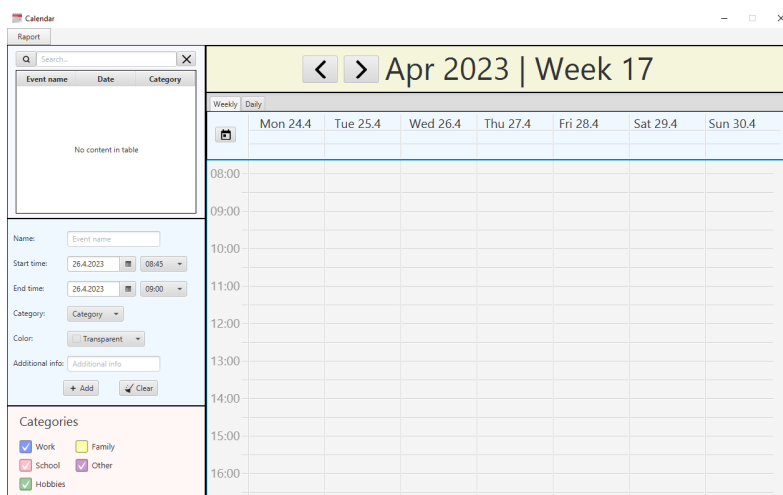 Calendar
Raport
Search...
Event name Date Category
No content in table
Name: Event name
Start time: 26.4.2023 08:45
End time: 26.4.2023 09:00
Category: Category
Color: Transparent
Additional info: Additional info
+ Add Clear
Categories
Work Family
School Other
Hobbies
Apr 2023 | Week 17
Weekly Daily
Mon 24.4 Tue 25.4 Wed 26.4 Thu 27.4 Fri 28.4 Sat 29.4 Sun 30.4
08:00
09:00
10:00
11:00
12:00
13:00
14:00
15:00
16:00